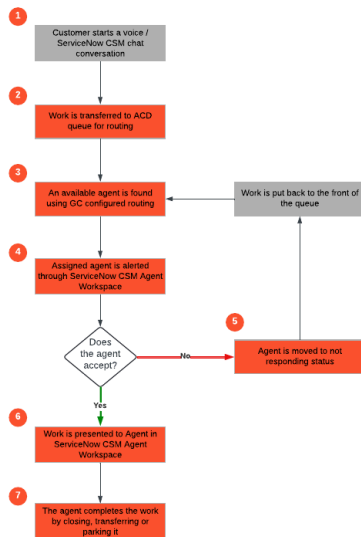 1
Customer starts a voice /
ServiceNow CSM chat
conversation
2
Work is transferred to ACD
queue for routing
3
An available agent is found
using GC configured routing
Work is put back to the front of
the queue
4
Assigned agent is alerted
through ServiceNow CSM Agent
Workspace
Does
the agent
accept?
No
5
Agent is moved to not
responding status
Yes
6
Work is presented to Agent in
ServiceNow CSM Agent
Workspace
7
The agent completes the work
by closing, transferring or
parking it